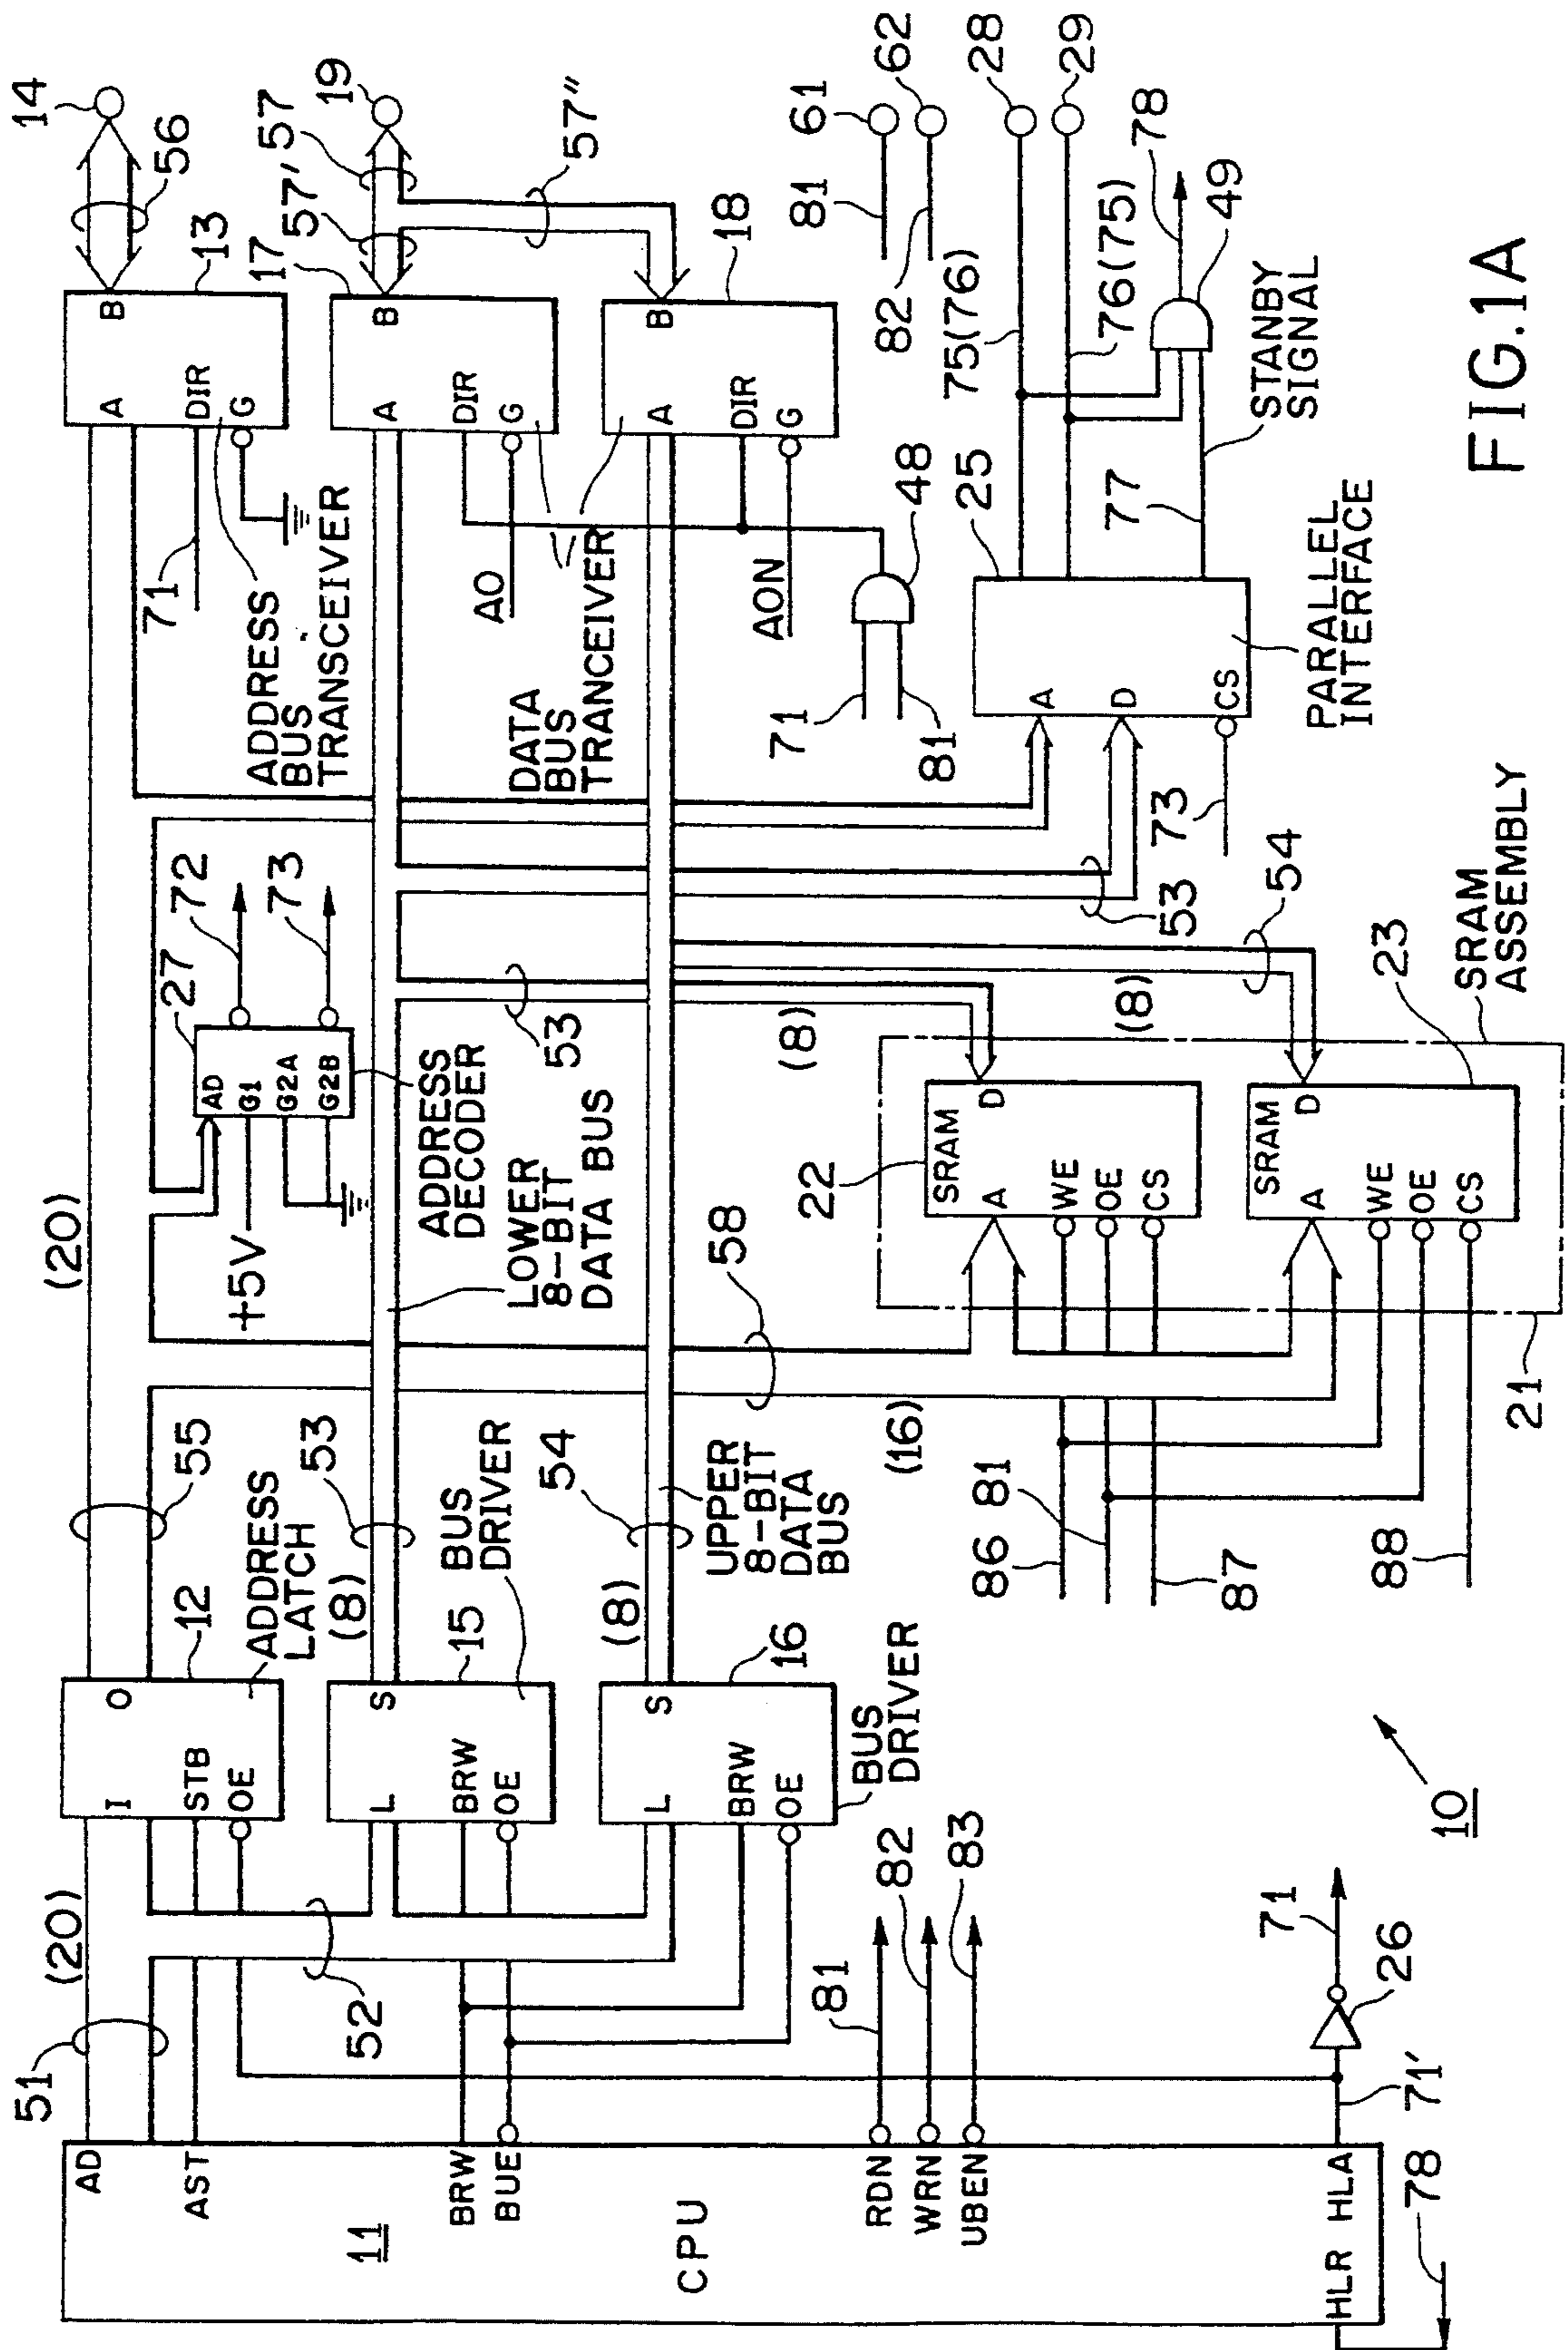 14
56
19
57
57'
57"
13
B
A
DIR
G
71
ADDRESS
BUS
TRANSCEIVER
17
B
A
DIR
G
AO
DATA
BUS
TRANCEIVER
18
B
A
DIR
G
AON
71
81
48
61
81
62
82
28
29
75(76)
76(75)
78
49
STANBY
SIGNAL
77
25
A
D
CS
73
PARALLEL
INTERFACE
(20)
27
72
73
AD
G1
G2A
G2B
+5V
ADDRESS
DECODER
LOWER
8-BIT
DATA BUS
53
53
54
(8)
(8)
58
(16)
SRAM
ASSEMBLY
22
SRAM
D
A
WE
OE
CS
23
SRAM
D
A
WE
OE
CS
21
86
81
87
88
55
12
ADDRESS
LATCH
I
O
STB
OE
53
(8)
15
BUS
DRIVER
L
S
BRW
OE
54
(8)
UPPER
8-BIT
DATA
BUS
16
BUS
DRIVER
L
S
BRW
OE
(20)
51
52
AD
AST
11
BRW
BUE
CPU
RDN
WRN
UBEN
81
82
83
HLR
HLA
71'
71
26
78
10
FIG.1A